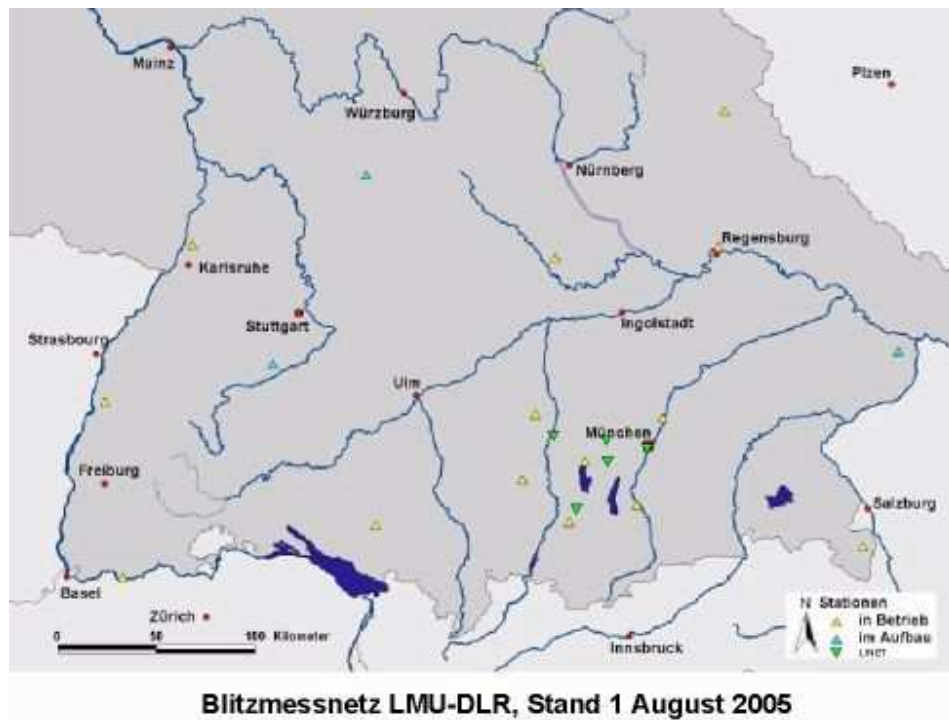 Mainz
Plzen
Würzburg
Nürnberg
Regensburg
Karlsruhe
Stuttgart
Ingolstadt
Strasbourg
Ulm
München
Freiburg
Salzburg
Basel
Zürich
Innsbruck
0 50 100 Kilometer
N Stationen
in Betrieb
im Aufbau
LINET
Blitzmessnetz LMU-DLR, Stand 1 August 2005